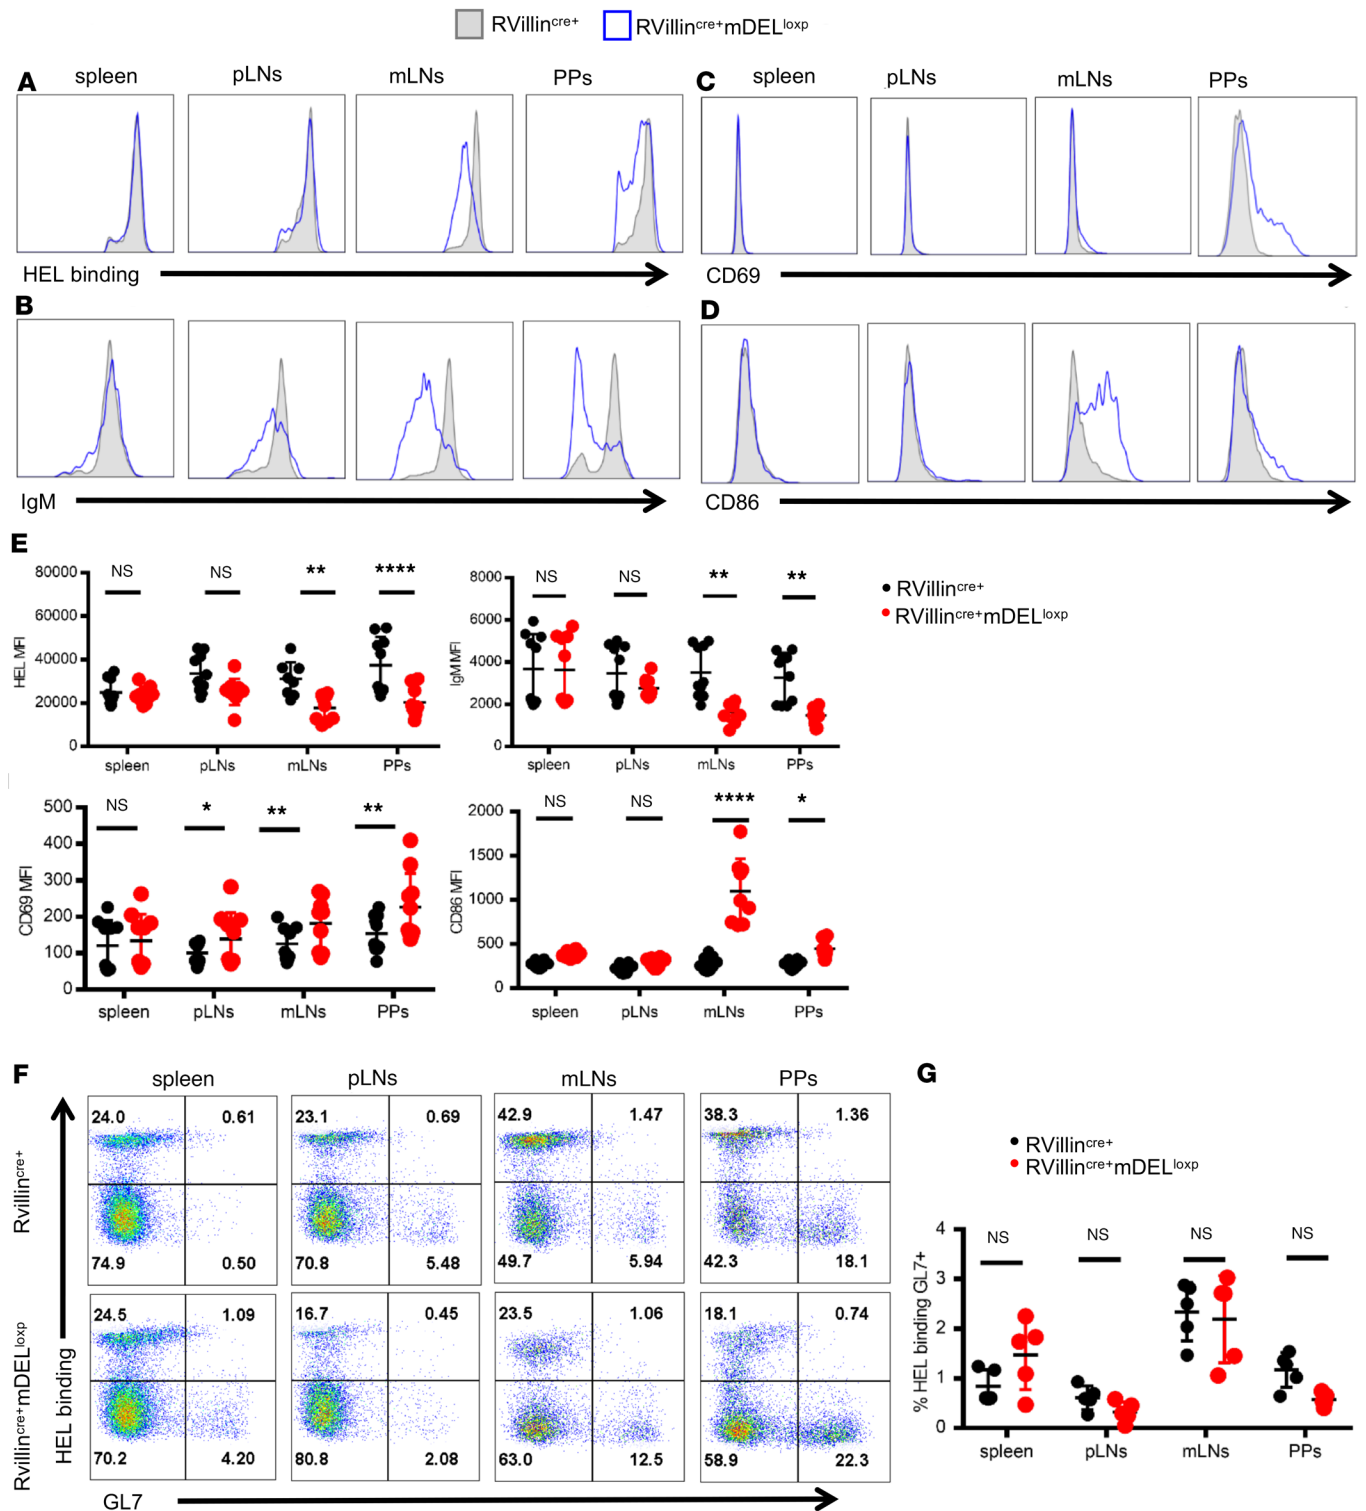 RVillincre+ RVillincre+mDELloxp
A spleen pLNs mLNs PPs
HEL binding
C spleen pLNs mLNs PPs
CD69
B
IgM
D
CD86
E
80000 60000 40000 20000 0
HEL MFI
NS NS ** ****
spleen pLNs mLNs PPs
8000 6000 4000 2000 0
IgM MFI
NS NS ** **
spleen pLNs mLNs PPs
RVillincre+
RVillincre+mDELloxp
500 400 300 200 100 0
CD69 MFI
NS * ** **
spleen pLNs mLNs PPs
2000 1500 1000 500 0
CD86 MFI
NS NS **** *
spleen pLNs mLNs PPs
F spleen pLNs mLNs PPs
Rvillincre+
24.0 0.61 23.1 0.69 42.9 1.47 38.3 1.36
74.9 0.50 70.8 5.48 49.7 5.94 42.3 18.1
Rvillincre+mDELloxp
24.5 1.09 16.7 0.45 23.5 1.06 18.1 0.74
70.2 4.20 80.8 2.08 63.0 12.5 58.9 22.3
HEL binding
GL7
G
RVillincre+
RVillincre+mDELloxp
4 3 2 1 0
% HEL binding GL7+
NS NS NS NS
spleen pLNs mLNs PPs